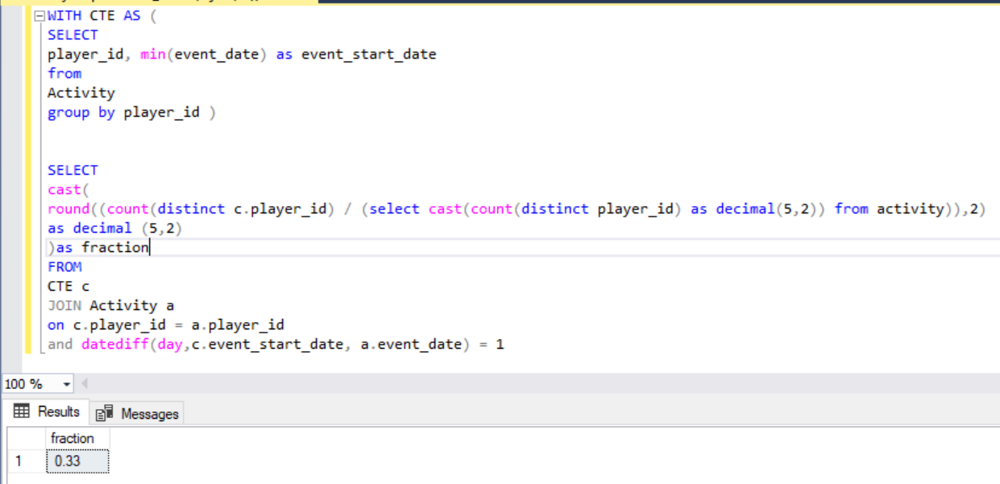 WITH CTE AS (
SELECT
player_id, min(event_date) as event_start_date
from
Activity
group by player_id )
SELECT
cast(
round((count(distinct c.player_id) / (select cast(count(distinct player_id) as decimal(5,2)) from activity)),2)
as decimal (5,2)
)as fraction
FROM
CTE c
JOIN Activity a
on c.player_id = a.player_id
and datediff(day,c.event_start_date, a.event_date) = 1
100 %
Results Messages
fraction
1 0.33